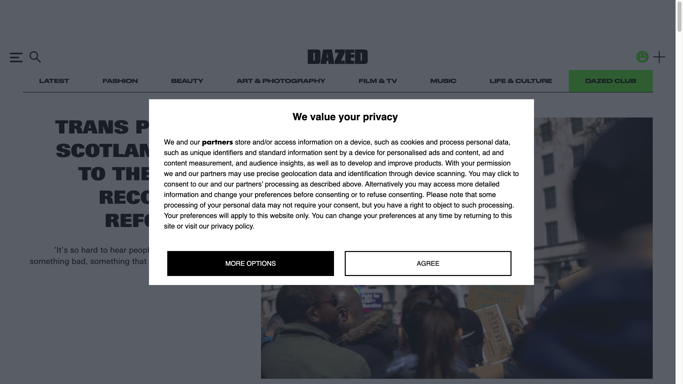 DAZED
LATEST
FASHION
BEAUTY
ART & PHOTOGRAPHY
FILM & TV
MUSIC
LIFE & CULTURE
DAZED CLUB
TRANS
SCOTLAN
TO THE
RECO
REF
We value your privacy
We and our partners store and/or access information on a device, such as cookies and process personal data,
such as unique identifiers and standard information sent by a device for personalised ads and content, ad and
content measurement, and audience insights, as well as to develop and improve products. With your permission
we and our partners may use precise geolocation data and identification through device scanning. You may click to
consent to our and our partners' processing as described above. Alternatively you may access more detailed
information and change your preferences before consenting or to refuse consenting. Please note that some
processing of your personal data may not require your consent, but you have a right to object to such processing.
Your preferences will apply to this website only. You can change your preferences at any time by returning to this
site or visit our privacy policy.
"It's so hard to hear peopl
something bad, something that
MORE OPTIONS
AGREE